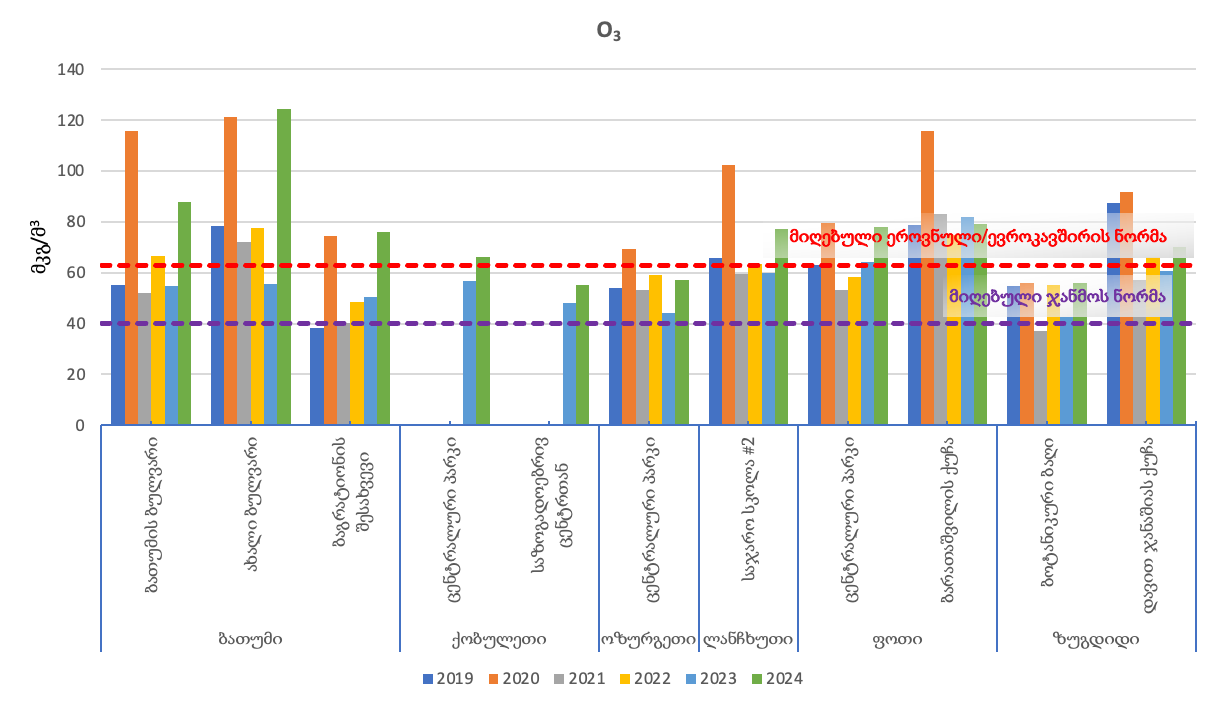 O₃
მკგ/მ³
140
120
100
80
60
40
20
0
მიღებული ეროვნული/ევროკავშირის ნორმა
მიღებული ჯანმოს ნორმა
ბათუმის ბულვარი
ახალი ბულვარი
ბაგრატიონის
შესახვევი
ცენტრალური პარკი
საზოგადოებრივ
ცენტრთან
ცენტრალური პარკი
საჯარო სკოლა #2
ცენტრალური პარკი
ბარათაშვილის ქუჩა
ბოტანიკური ბაღი
დავით ჯანაშიას ქუჩა
ბათუმი
ქობულეთი
ოზურგეთი
ლანჩხუთი
ფოთი
ზუგდიდი
2019 2020 2021 2022 2023 2024